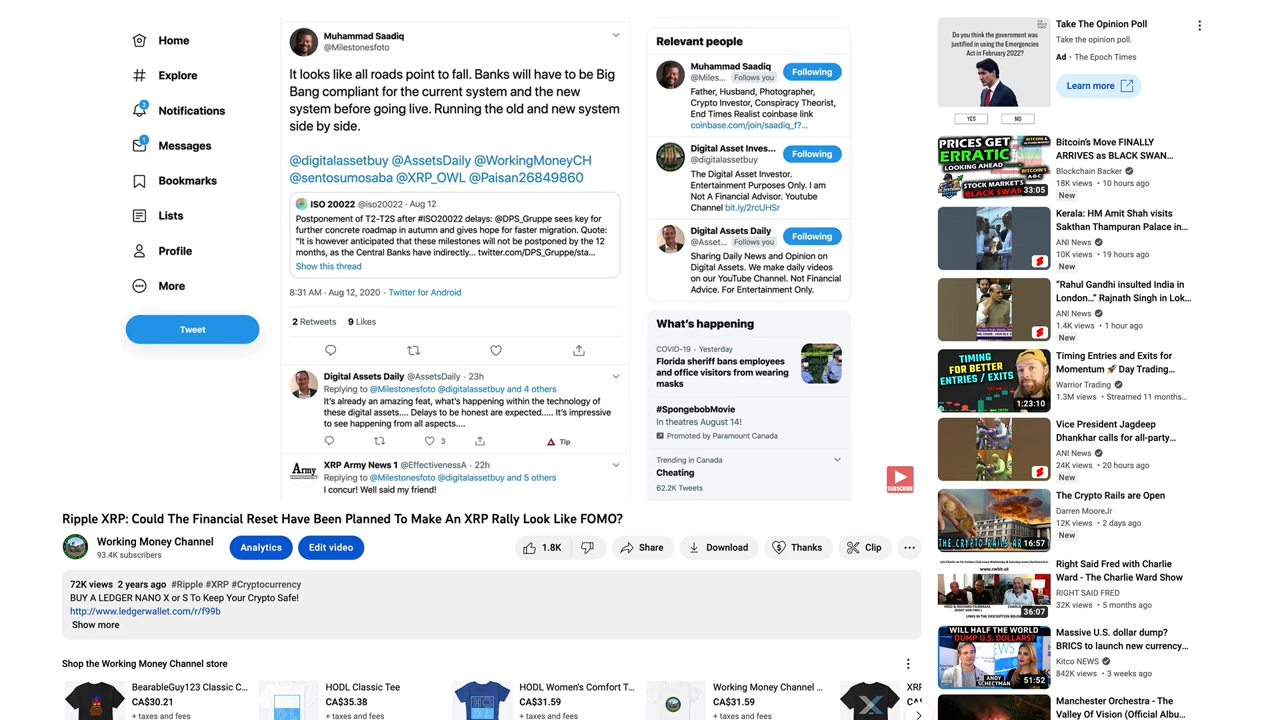 Home
Explore
3
Notifications
1
Messages
Bookmarks
Lists
Profile
More
Tweet
Muhammad Saadiq
@Milestonesfoto
It looks like all roads point to fall. Banks will have to be Big
Bang compliant for the current system and the new
system before going live. Running the old and new system
side by side.
@digitalassetbuy @AssetsDaily @WorkingMoneyCH
@sentosumosaba @XRP_OWL @Paisan26849860
ISO 20022 @iso20022 · Aug 12
Postponement of T2-T2S after #ISO20022 delays: @DPS_Gruppe sees key for
further concrete roadmap in autumn and gives hope for faster migration. Quote:
"It is however anticipated that these milestones will not be postponed by the 12
months, as the Central Banks have indirectly... twitter.com/DPS_Gruppe/sta...
Show this thread
8:31 AM · Aug 12, 2020 · Twitter for Android
2 Retweets 9 Likes
Digital Assets Daily @AssetsDaily · 23h
Replying to @Milestonesfoto @digitalassetbuy and 4 others
It's already an amazing feat, what's happening within the technology of
these digital assets.... Delays to be honest are expected..... It's impressive
to see happening from all aspects....
3
Tip
Army
XRP Army News 1 @EffectivenessA · 22h
Replying to @Milestonesfoto @digitalassetbuy and 5 others
I concur! Well said my friend!
Relevant people
Muhammad Saadiq
@Miles... Follows you
Following
Father, Husband, Photographer,
Crypto Investor, Conspiracy Theorist,
End Times Realist coinbase link
coinbase.com/join/saadiq_f?...
Digital Asset Inves...
@digitalassetbuy
Following
The Digital Asset Investor.
Entertainment Purposes Only. I am
Not A Financial Advisor. Youtube
Channel bit.ly/2rcUHSr
Digital Assets Daily
@Asset... Follows you
Following
Sharing Daily News and Opinion on
Digital Assets. We make daily videos
on our YouTube Channel. Not Financial
Advice. For Entertainment Only.
What's happening
COVID-19 · Yesterday
Florida sheriff bans employees
and office visitors from wearing
masks
#SpongebobMovie
In theatres August 14!
Promoted by Paramount Canada
Trending in Canada
Cheating
62.2K Tweets
SUBSCRIBE
Ripple XRP: Could The Financial Reset Have Been Planned To Make An XRP Rally Look Like FOMO?
Working Money Channel
93.4K subscribers
Analytics
Edit video
1.8K
Share
Download
Thanks
Clip
72K views 2 years ago #Ripple #XRP #Cryptocurrency
BUY A LEDGER NANO X or S To Keep Your Crypto Safe!
http://www.ledgerwallet.com/r/f99b
Show more
Shop the Working Money Channel store
BearableGuy123 Classic C...
CA$30.21
+ taxes and fees
HODL Classic Tee
CA$35.38
+ taxes and fees
HODL Women's Comfort T...
CA$31.59
+ taxes and fees
Working Money Channel ...
CA$31.59
+ taxes and fees
XRF
CA$
+ ta
Do you think the government was
justified in using the Emergencies
Act in February 2022?
YES
NO
Take The Opinion Poll
Take the opinion poll.
Ad · The Epoch Times
Learn more
PRICES GET
ERRATIC
LOOKING AHEAD
BITCOIN'S
A-B-C
STOCK MARKET'S
BLACK SWAN
33:05
Bitcoin's Move FINALLY
ARRIVES as BLACK SWAN...
Blockchain Backer
18K views · 10 hours ago
New
Kerala: HM Amit Shah visits
Sakthan Thampuran Palace in...
ANI News
10K views · 19 hours ago
New
"Rahul Gandhi insulted India in
London..." Rajnath Singh in Lok...
ANI News
1.4K views · 1 hour ago
New
TIMING
FOR BETTER
ENTRIES / EXITS
1:23:10
Timing Entries and Exits for
Momentum 🚀 Day Trading...
Warrior Trading
1.3M views · Streamed 11 months...
Vice President Jagdeep
Dhankhar calls for all-party...
ANI News
24K views · 20 hours ago
New
THE CRYPTO RAILS AR
16:57
The Crypto Rails are Open
Darren MooreJr
12K views · 2 days ago
New
www.cwbit.uk
FRED & RICHARD FAIRBRASS
LINKS IN THE DESCRIPTION
36:07
Right Said Fred with Charlie
Ward - The Charlie Ward Show
RIGHT SAID FRED
32K views · 5 months ago
WILL HALF THE WORLD
DUMP U.S. DOLLARS?
ANDY
SCHECTMAN
51:52
Massive U.S. dollar dump?
BRICS to launch new currency...
Kitco NEWS
842K views · 3 weeks ago
Manchester Orchestra - The
Valley Of Vision (Official Albu...